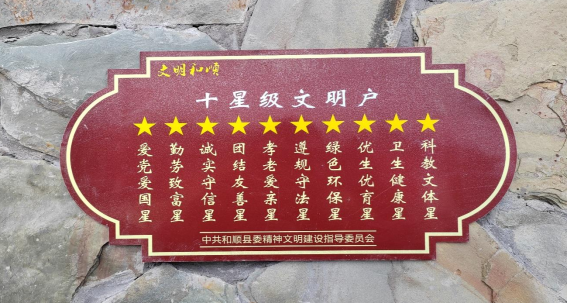 文明和顺
十星级文明户
爱党爱国星
勤劳致富星
诚实守信星
团结友善星
孝老爱亲星
遵规守法星
绿色环保星
优生优育星
卫生健康星
科教文体星
中共和顺县委精神文明建设指导委员会